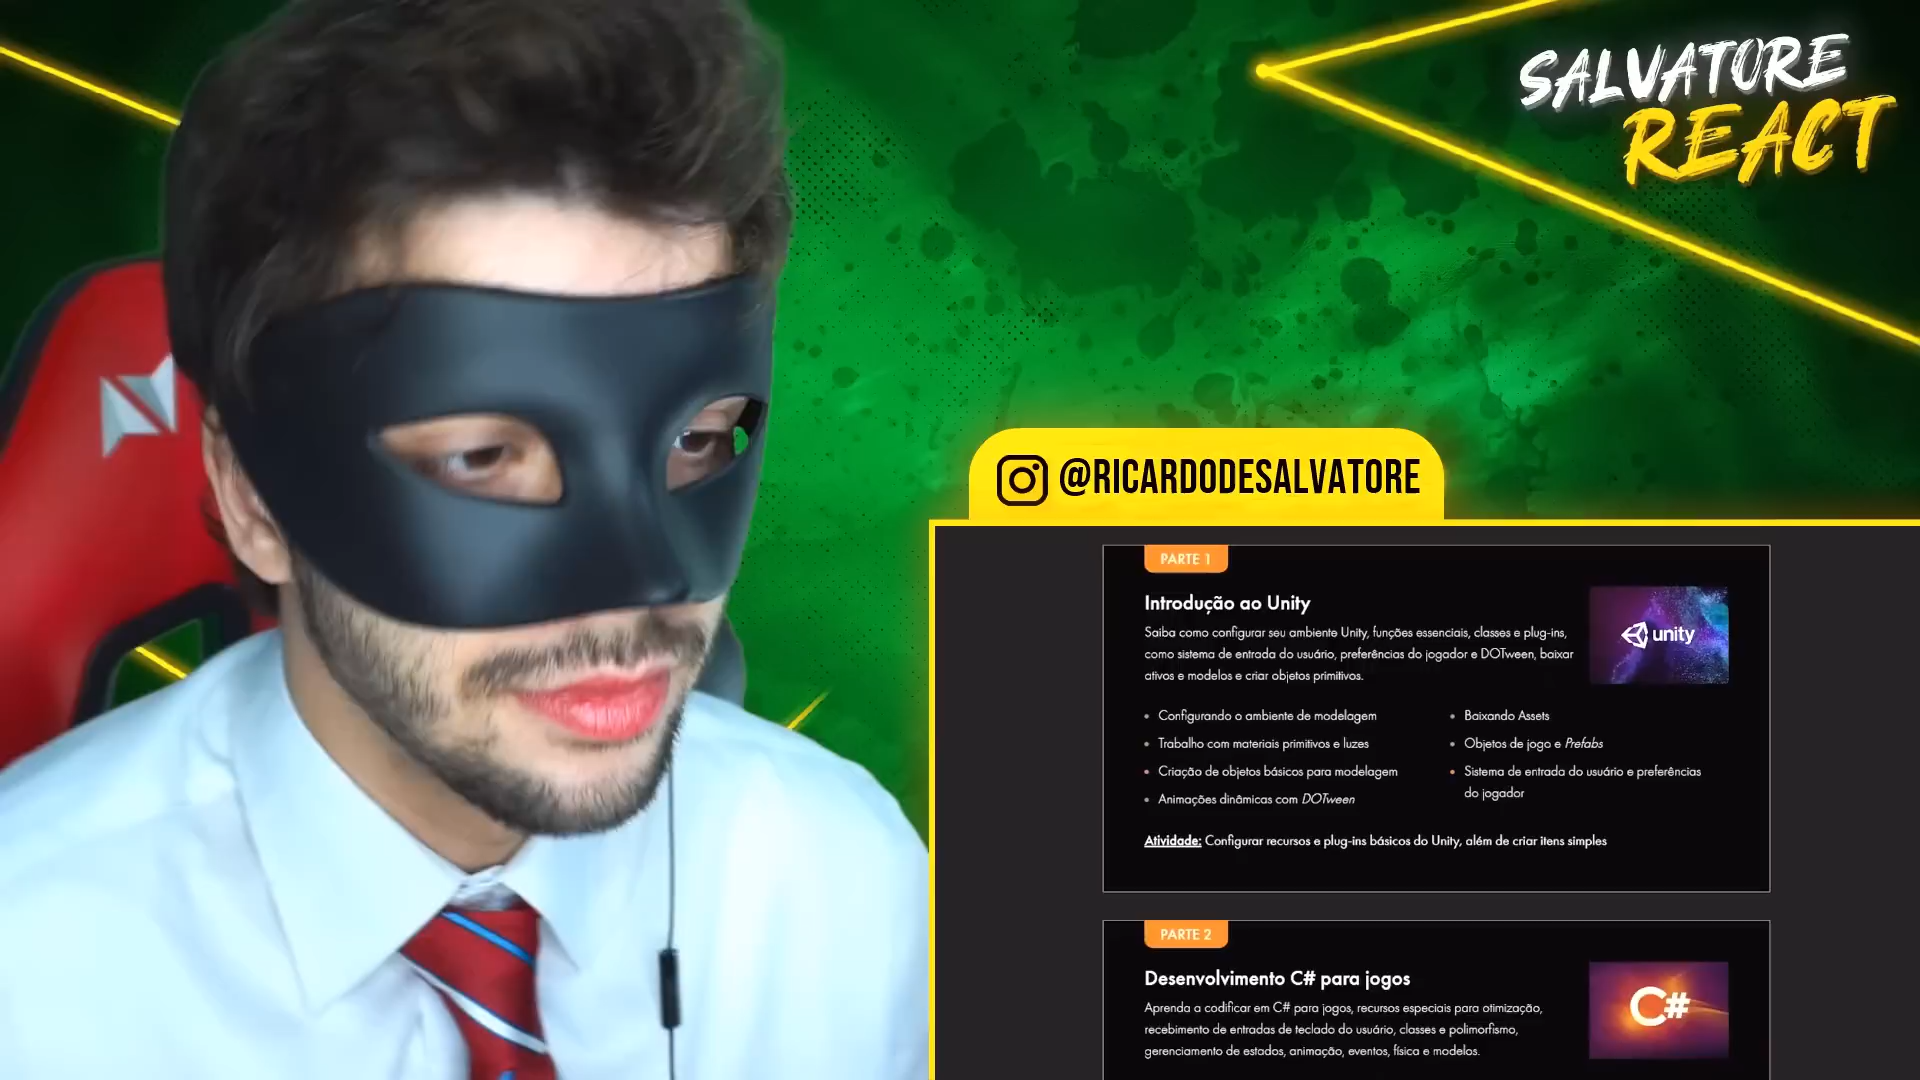 SALVATORE
REACT
@RICARDODESALVATORE
PARTE 1
Introdução ao Unity
Saiba como configurar seu ambiente Unity, funções essenciais, classes e plug-ins,
como sistema de entrada do usuário, preferências do jogador e DOTween, baixar
ativos e modelos e criar objetos primitivos.
unity
• Configurando o ambiente de modelagem
• Trabalho com materiais primitivos e luzes
• Criação de objetos básicos para modelagem
• Animações dinâmicas com DOTween
• Baixando Assets
• Objetos de jogo e Prefabs
• Sistema de entrada do usuário e preferências
do jogador
Atividade: Configurar recursos e plug-ins básicos do Unity, além de criar itens simples
PARTE 2
Desenvolvimento C# para jogos
Aprenda a codificar em C# para jogos, recursos especiais para otimização,
recebimento de entradas de teclado do usuário, classes e polimorfismo,
gerenciamento de estados, animação, eventos, física e modelos.
C#